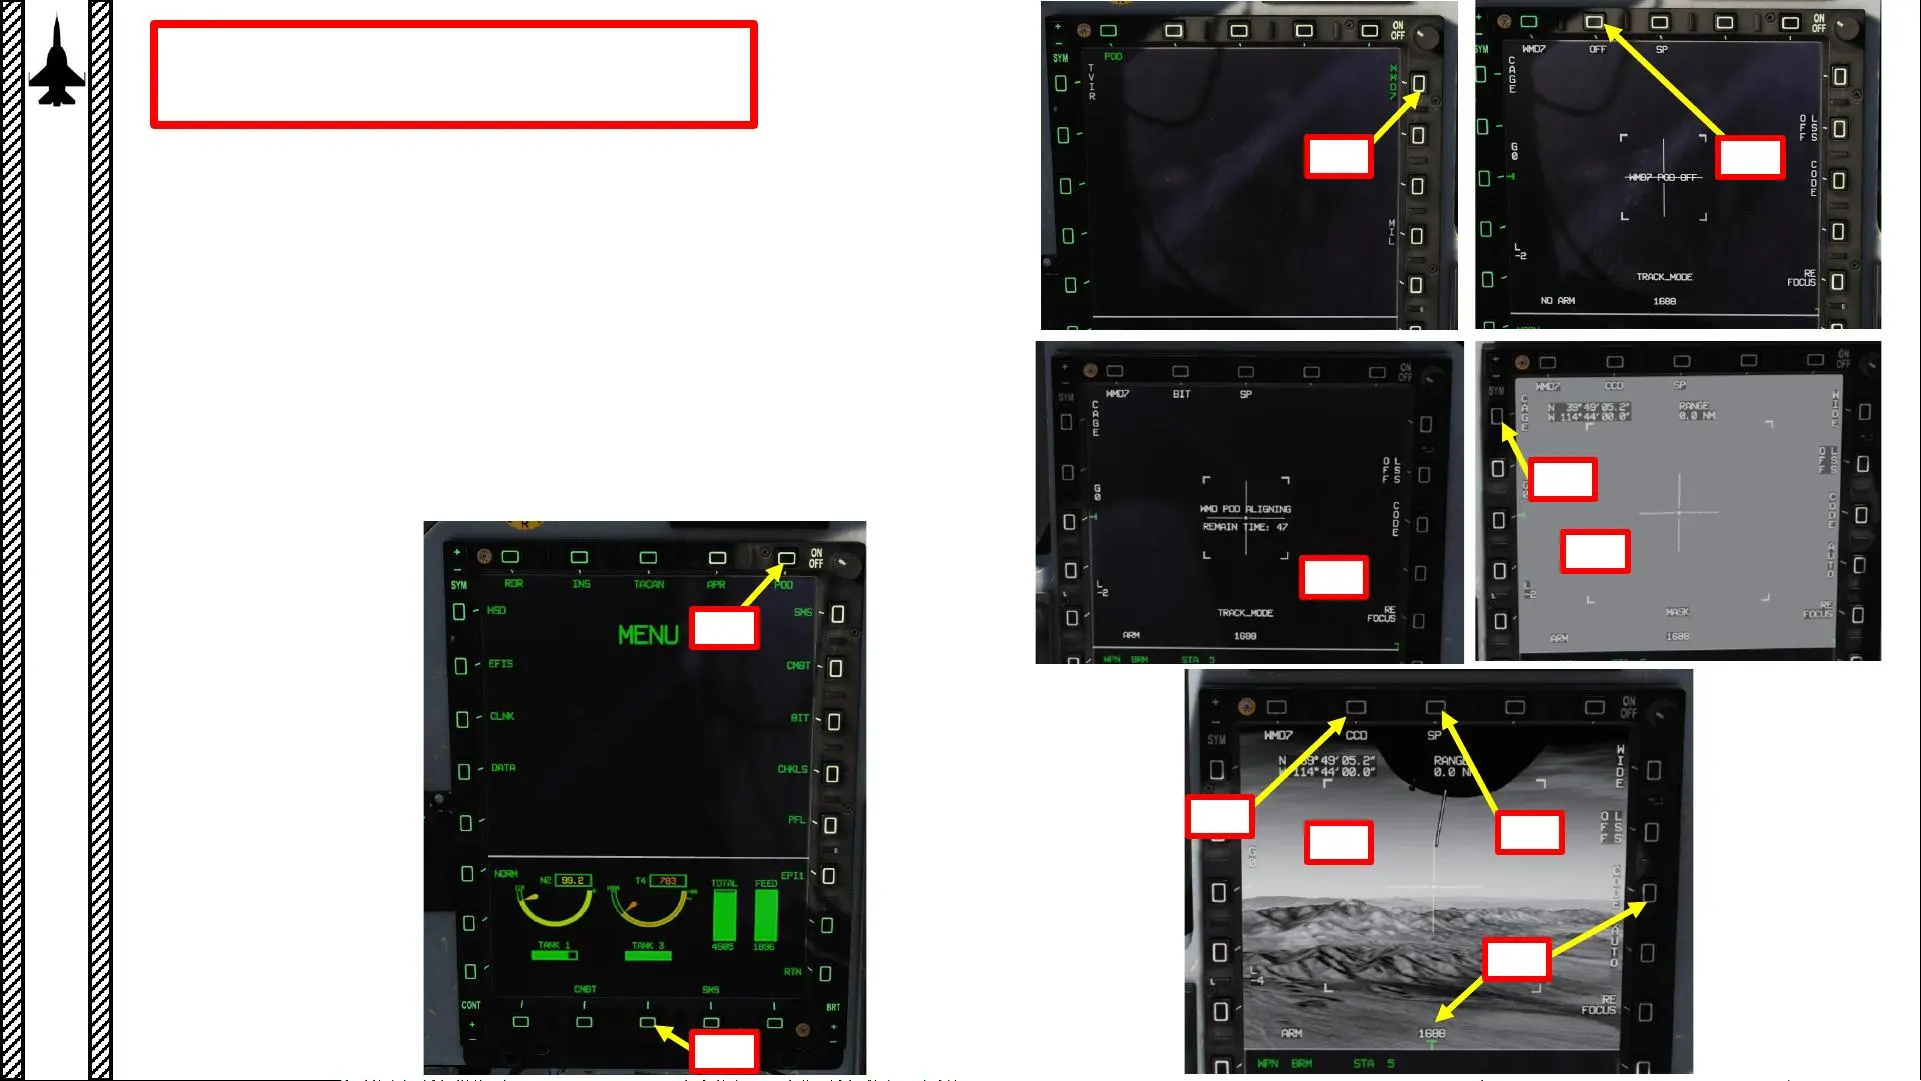 +
-
SYM
ON
OFF
POD
TVIR
WMD7
MIL
SYM
ON
OFF
WMD7 OFF SP
CAGE
OFF LSS
G0
CODE
WMD7 POD OFF
L
-2
TRACK_MODE
RE
FOCUS
NO ARM 1688
+
-
SYM
ON
OFF
WMD7 BIT SP
CAGE
OFF LSS
G0
CODE
WMD POD ALIGNING
REMAIN TIME: 47
L
-2
TRACK_MODE
RE
FOCUS
ARM 1688
WPN BRM STA 5
+
-
SYM
ON
OFF
WMD7 CCD SP
CAGE
WIDE
N 39°49'05.2"
W 114°44'00.0"
RANGE
0.0 NM
OFF LSS
CODE
AUTO
L
-2
MASK
RE
FOCUS
ARM 1688
R
+
-
SYM
ON
OFF
RDR INS TACAN APR POD
HSD SMS
MENU
EFIS CMBT
CLNK BIT
DATA CHKLS
PFL
NORM EPI1
N2 99.2 T4 783
TOTAL FEED
4905 1896
TANK 1 TANK 3
RTN
CMBT SMS
CONT BRT
+
-
+
-
+
-
SYM
ON
OFF
WMD7 CCD SP
WIDE
N 39°49'05.2"
W 114°44'00.0"
RANGE
0.0 N
OFF LSS
CODE
AUTO
L
-4
RE
FOCUS
ARM 1688
WPN BRM STA 5